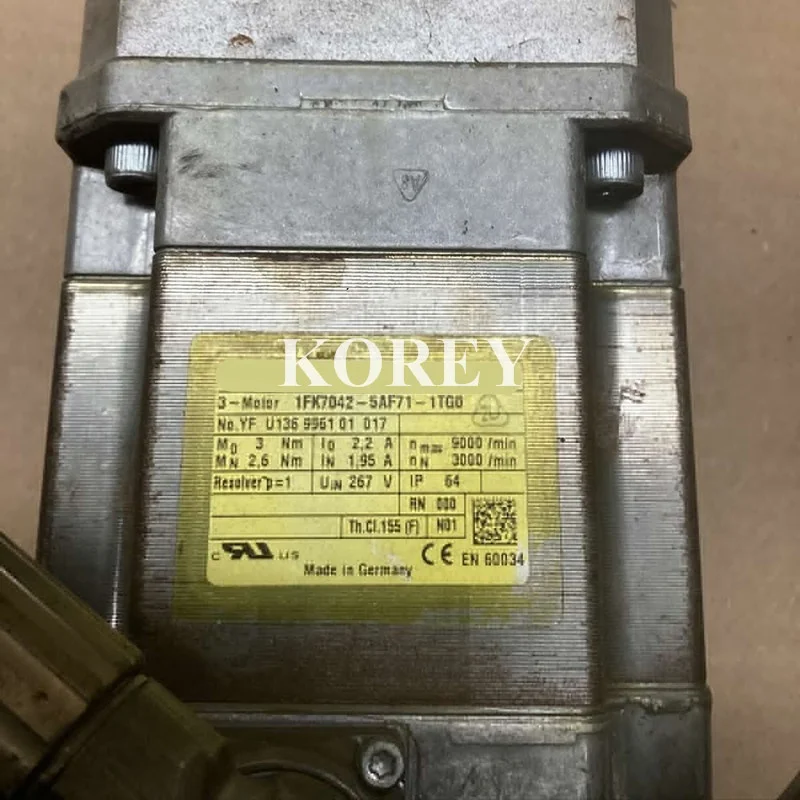 KOREY
3~Motor 1FK7042-5AF71-1TG0
No.YF U136 9961 01 017
M0 3 Nm I0 2,2 A nmax 9000 /min
MN 2,6 Nm IN 1,95 A nN 3000 /min
Resolver p=1 UIN 267 V IP 64
RN 000
Th.Cl.155 (F) N01
c RU US CE EN 60034
Made in Germany